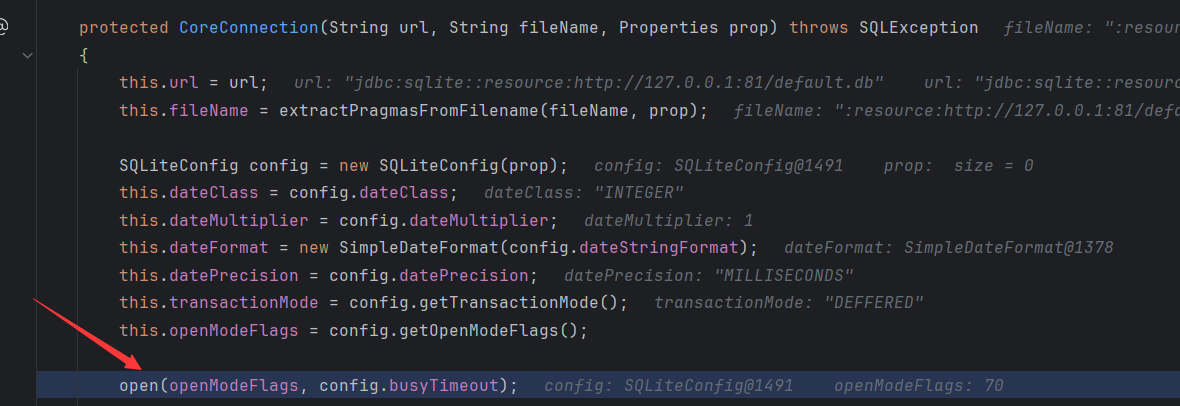 protected CoreConnection(String url, String fileName, Properties prop) throws SQLException fileName: ":resour
{
this.url = url; url: "jdbc:sqlite::resource:http://127.0.0.1:81/default.db" url: "jdbc:sqlite::resourc
this.fileName = extractPragmasFromFilename(fileName, prop); fileName: ":resource:http://127.0.0.1:81/defa
SQLiteConfig config = new SQLiteConfig(prop); config: SQLiteConfig@1491 prop: size = 0
this.dateClass = config.dateClass; dateClass: "INTEGER"
this.dateMultiplier = config.dateMultiplier; dateMultiplier: 1
this.dateFormat = new SimpleDateFormat(config.dateStringFormat); dateFormat: SimpleDateFormat@1378
this.datePrecision = config.datePrecision; datePrecision: "MILLISECONDS"
this.transactionMode = config.getTransactionMode(); transactionMode: "DEFFERED"
this.openModeFlags = config.getOpenModeFlags();
open(openModeFlags, config.busyTimeout); config: SQLiteConfig@1491 openModeFlags: 70